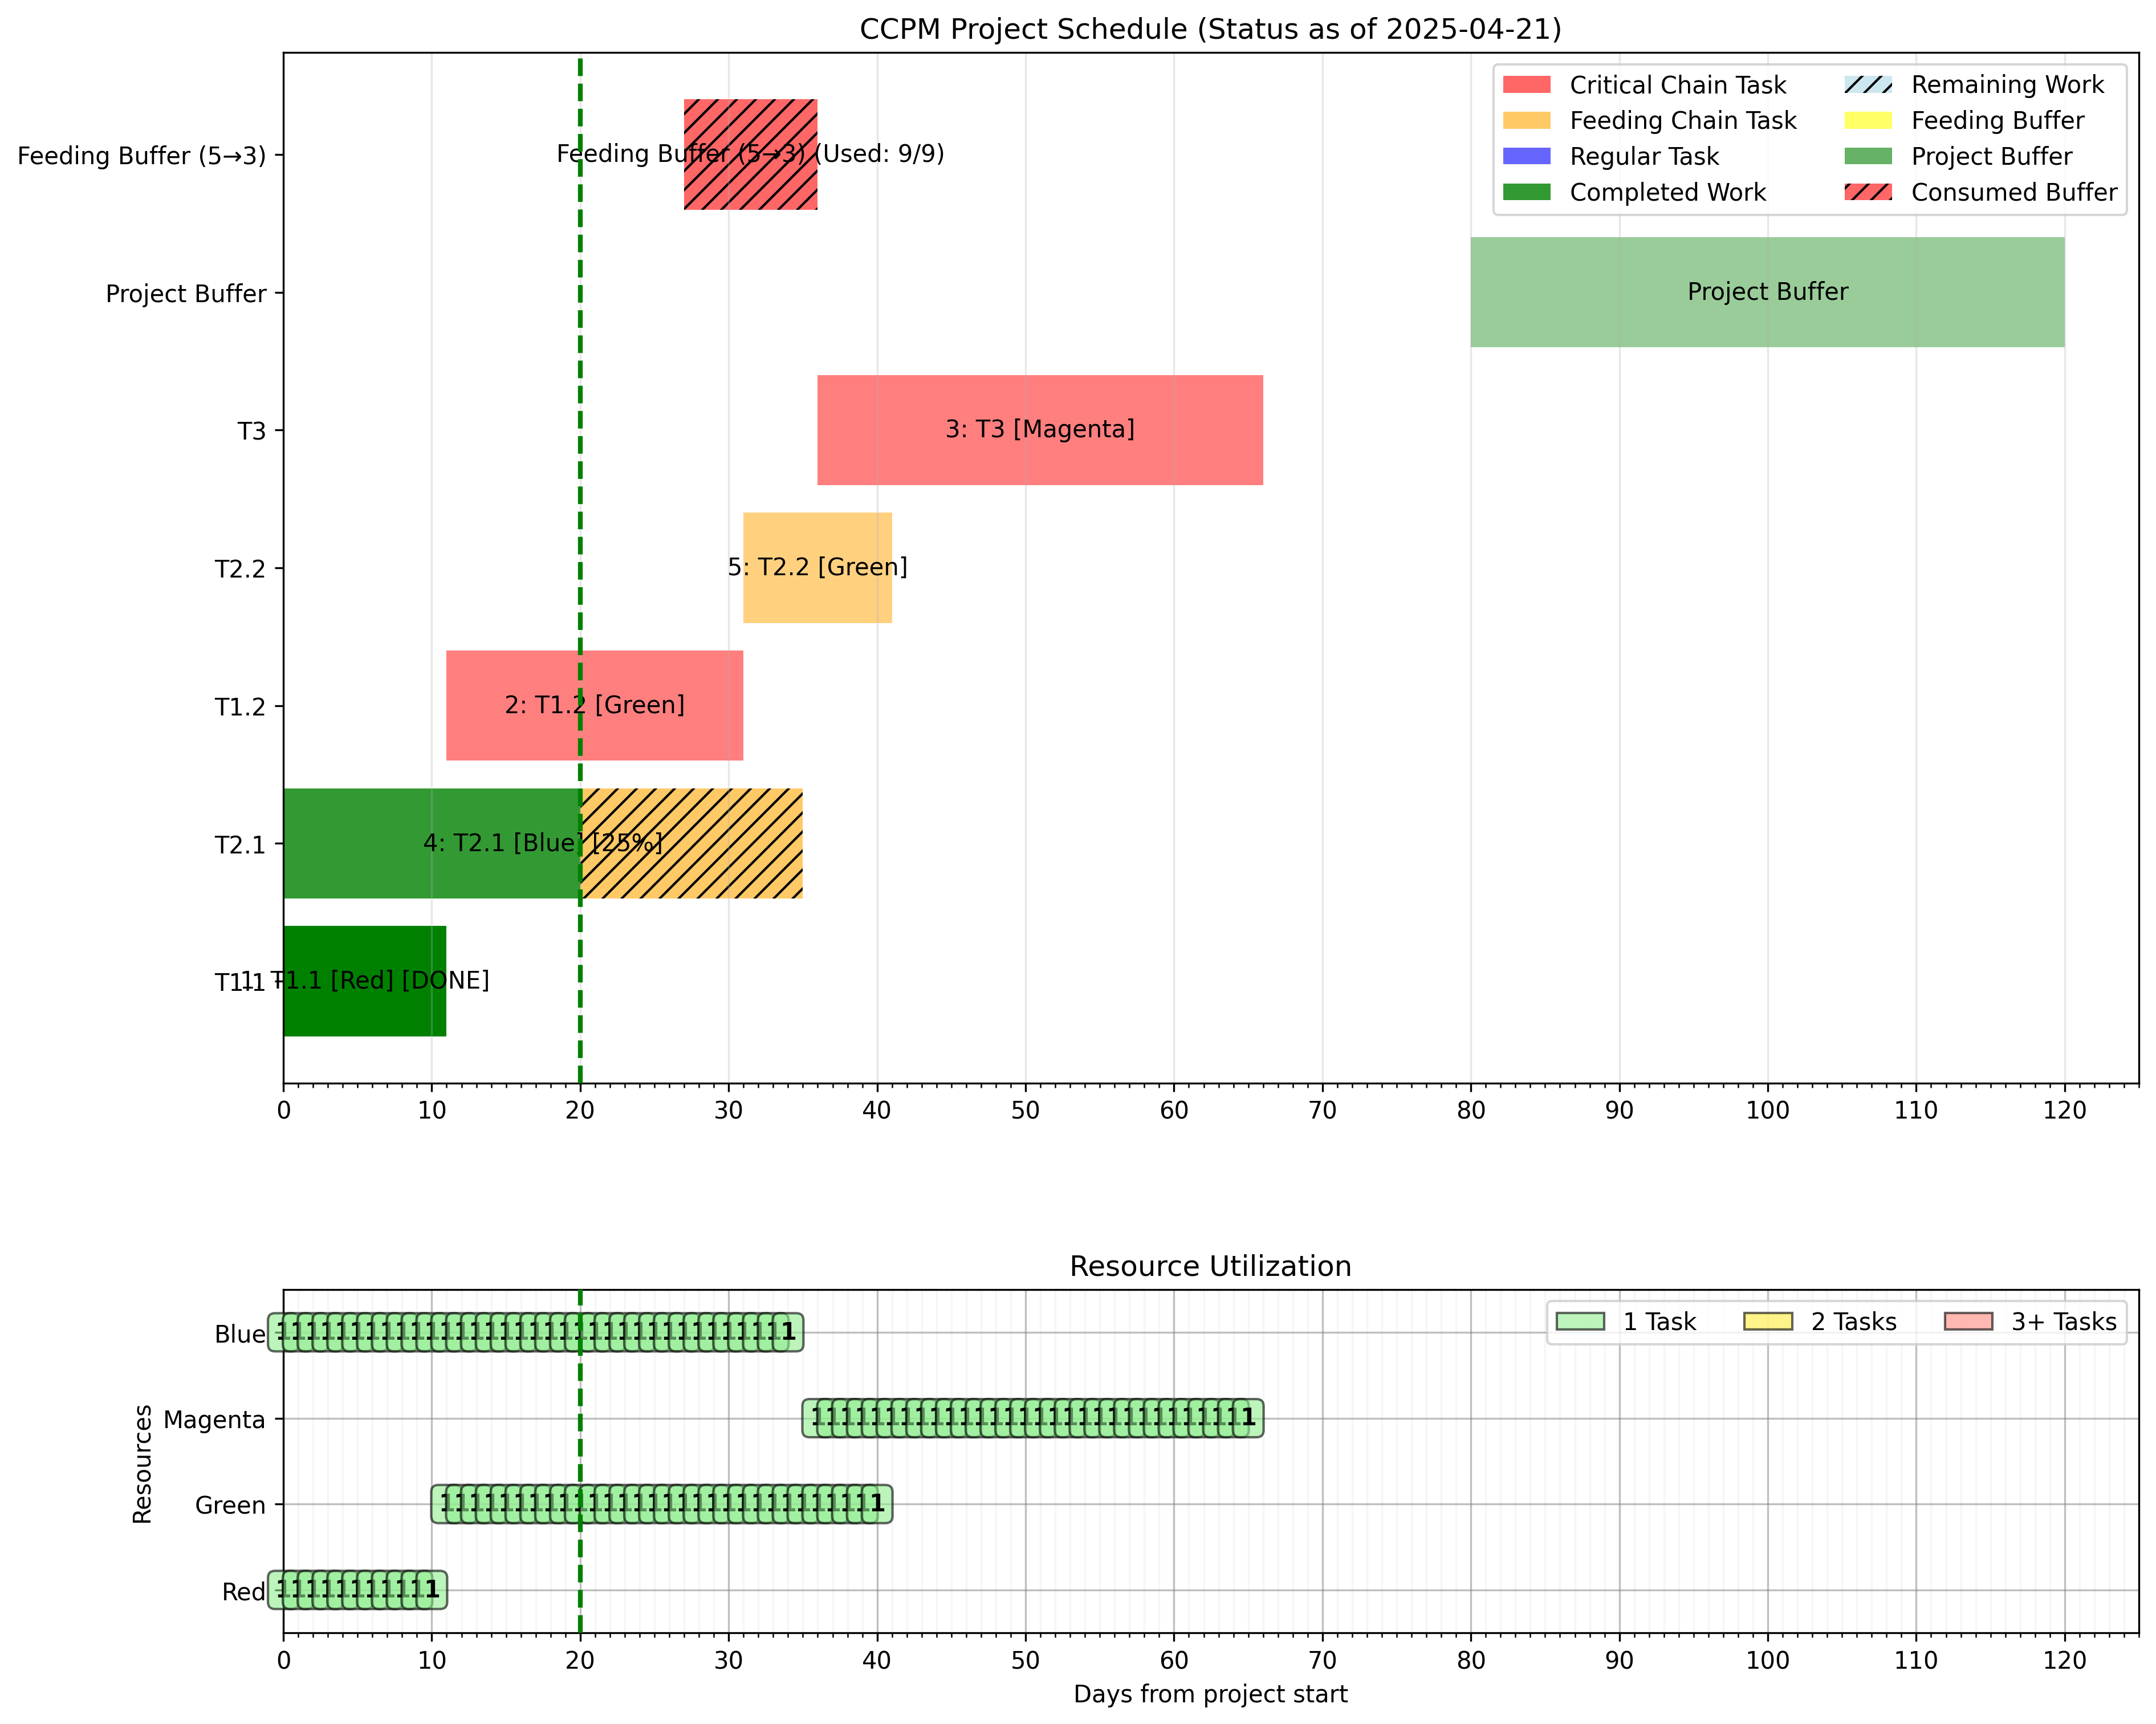 CCPM Project Schedule (Status as of 2025-04-21)
Critical Chain Task
Feeding Chain Task
Regular Task
Completed Work
Remaining Work
Feeding Buffer
Project Buffer
Consumed Buffer
Feeding Buffer (5→3)
Feeding Buffer (5→3) (Used: 9/9)
Project Buffer
Project Buffer
T3
3: T3 [Magenta]
T2.2
5: T2.2 [Green]
T1.2
2: T1.2 [Green]
T2.1
4: T2.1 [Blue] [25%]
T1.1
1: T1.1 [Red] [DONE]
0 10 20 30 40 50 60 70 80 90 100 110 120
Resource Utilization
1 Task 2 Tasks 3+ Tasks
Resources
Blue
Magenta
Green
Red
0 10 20 30 40 50 60 70 80 90 100 110 120
Days from project start